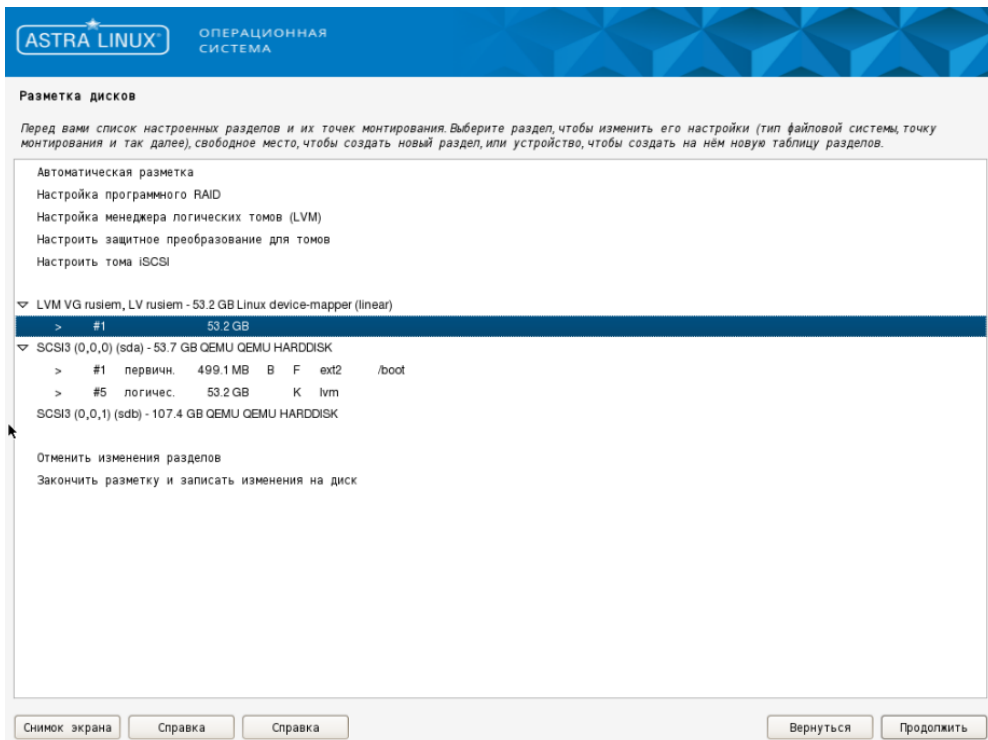 ASTRA LINUX®
ОПЕРАЦИОННАЯ
СИСТЕМА
Разметка дисков
Перед вами список настроенных разделов и их точек монтирования. Выберите раздел, чтобы изменить его настройки (тип файловой системы, точку
монтирования и так далее), свободное место, чтобы создать новый раздел, или устройство, чтобы создать на нём новую таблицу разделов.
Автоматическая разметка
Настройка программного RAID
Настройка менеджера логических томов (LVM)
Настроить защитное преобразование для томов
Настроить тома iSCSI
LVM VG rusiem, LV rusiem - 53.2 GB Linux device-mapper (linear)
> #1 53.2 GB
SCSI3 (0,0,0) (sda) - 53.7 GB QEMU QEMU HARDDISK
> #1 первичн. 499.1 MB B F ext2 /boot
> #5 логичес. 53.2 GB K lvm
SCSI3 (0,0,1) (sdb) - 107.4 GB QEMU QEMU HARDDISK
Отменить изменения разделов
Закончить разметку и записать изменения на диск
Снимок экрана Справка Справка Вернуться Продолжить